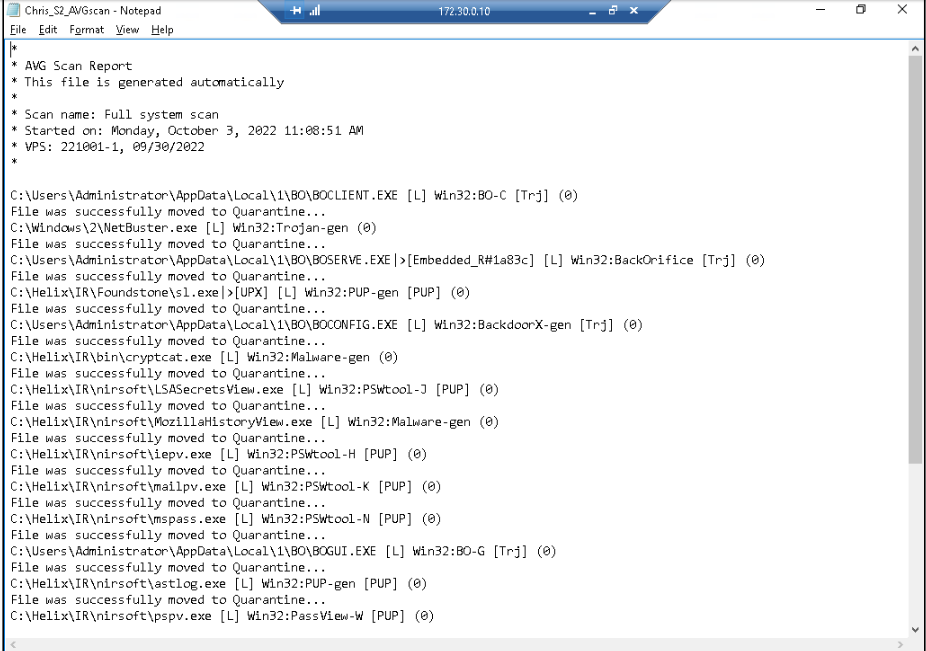 Chris_S2_AVGscan - Notepad
172.30.0.10
File Edit Format View Help
*
* AVG Scan Report
* This file is generated automatically
*
* Scan name: Full system scan
* Started on: Monday, October 3, 2022 11:08:51 AM
* VPS: 221001-1, 09/30/2022
*
C:\Users\Administrator\AppData\Local\1\BO\BOCLIENT.EXE [L] Win32:BO-C [Trj] (0)
File was successfully moved to Quarantine...
C:\Windows\2\NetBuster.exe [L] Win32:Trojan-gen (0)
File was successfully moved to Quarantine...
C:\Users\Administrator\AppData\Local\1\BO\BOSERVE.EXE|>[Embedded_R#1a83c] [L] Win32:BackOrifice [Trj] (0)
File was successfully moved to Quarantine...
C:\Helix\IR\Foundstone\sl.exe|>[UPX] [L] Win32:PUP-gen [PUP] (0)
File was successfully moved to Quarantine...
C:\Users\Administrator\AppData\Local\1\BO\BOCONFIG.EXE [L] Win32:BackdoorX-gen [Trj] (0)
File was successfully moved to Quarantine...
C:\Helix\IR\bin\cryptcat.exe [L] Win32:Malware-gen (0)
File was successfully moved to Quarantine...
C:\Helix\IR\nirsoft\LSASecretsView.exe [L] Win32:PSWtool-J [PUP] (0)
File was successfully moved to Quarantine...
C:\Helix\IR\nirsoft\MozillaHistoryView.exe [L] Win32:Malware-gen (0)
File was successfully moved to Quarantine...
C:\Helix\IR\nirsoft\iepv.exe [L] Win32:PSWtool-H [PUP] (0)
File was successfully moved to Quarantine...
C:\Helix\IR\nirsoft\mailpv.exe [L] Win32:PSWtool-K [PUP] (0)
File was successfully moved to Quarantine...
C:\Helix\IR\nirsoft\mspass.exe [L] Win32:PSWtool-N [PUP] (0)
File was successfully moved to Quarantine...
C:\Users\Administrator\AppData\Local\1\BO\BOGUI.EXE [L] Win32:BO-G [Trj] (0)
File was successfully moved to Quarantine...
C:\Helix\IR\nirsoft\astlog.exe [L] Win32:PUP-gen [PUP] (0)
File was successfully moved to Quarantine...
C:\Helix\IR\nirsoft\pspv.exe [L] Win32:PassView-W [PUP] (0)